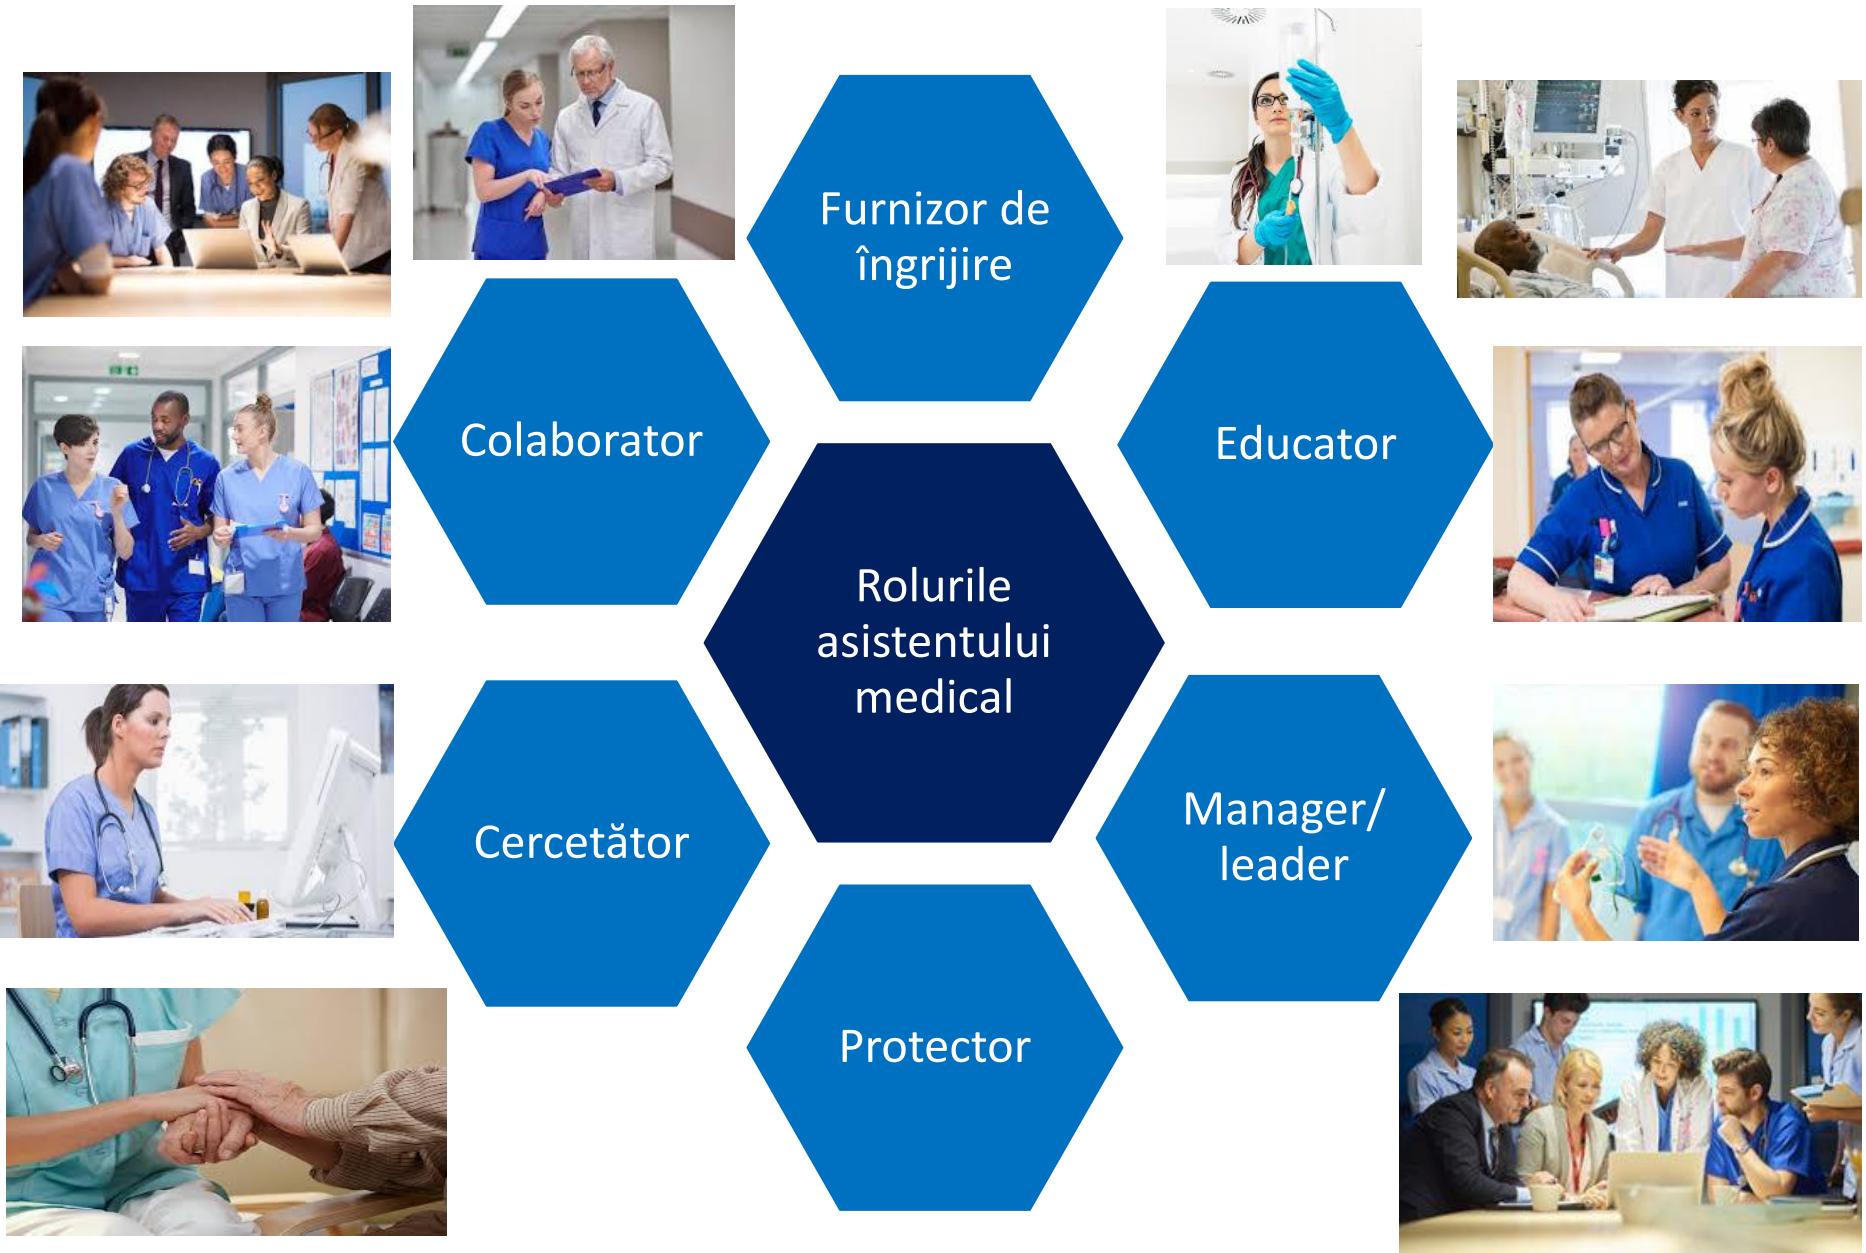 Furnizor de
îngrijire
Colaborator
Educator
Rolurile
asistentului
medical
Cercetător
Manager/
leader
Protector